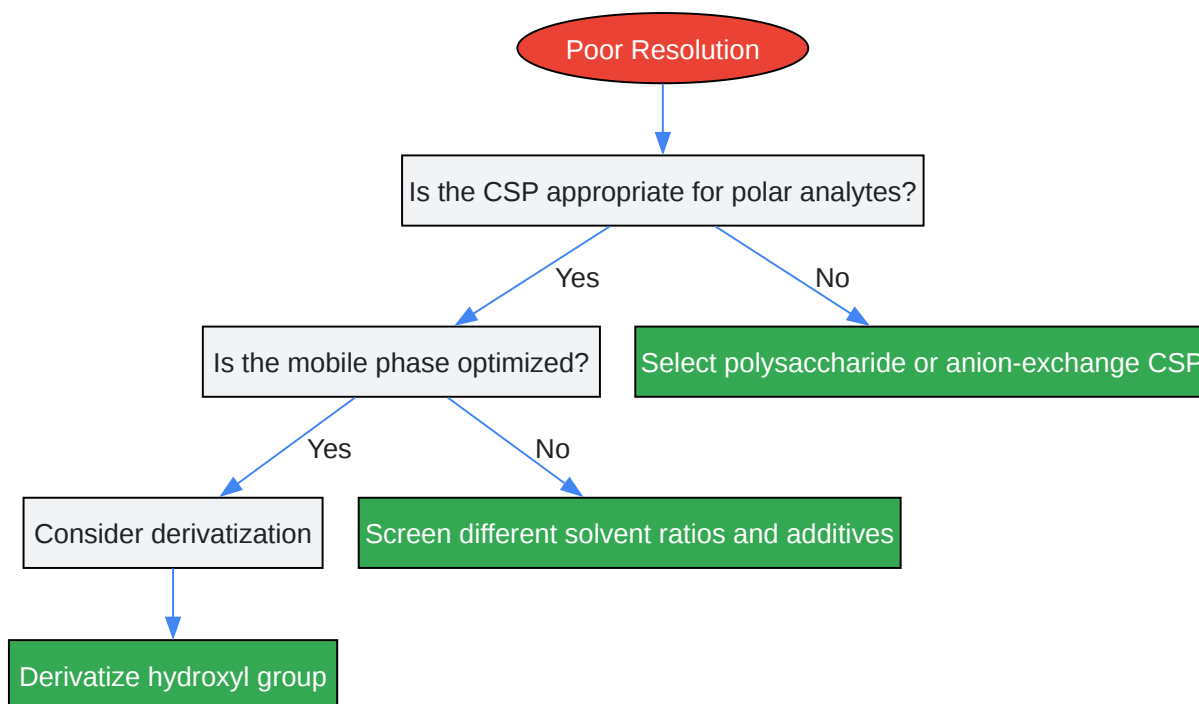 Poor Resolution
Is the CSP appropriate for polar analytes?
Yes
No
Is the mobile phase optimized?
Select polysaccharide or anion-exchange CSP
Yes
No
Consider derivatization
Screen different solvent ratios and additives
Derivatize hydroxyl group